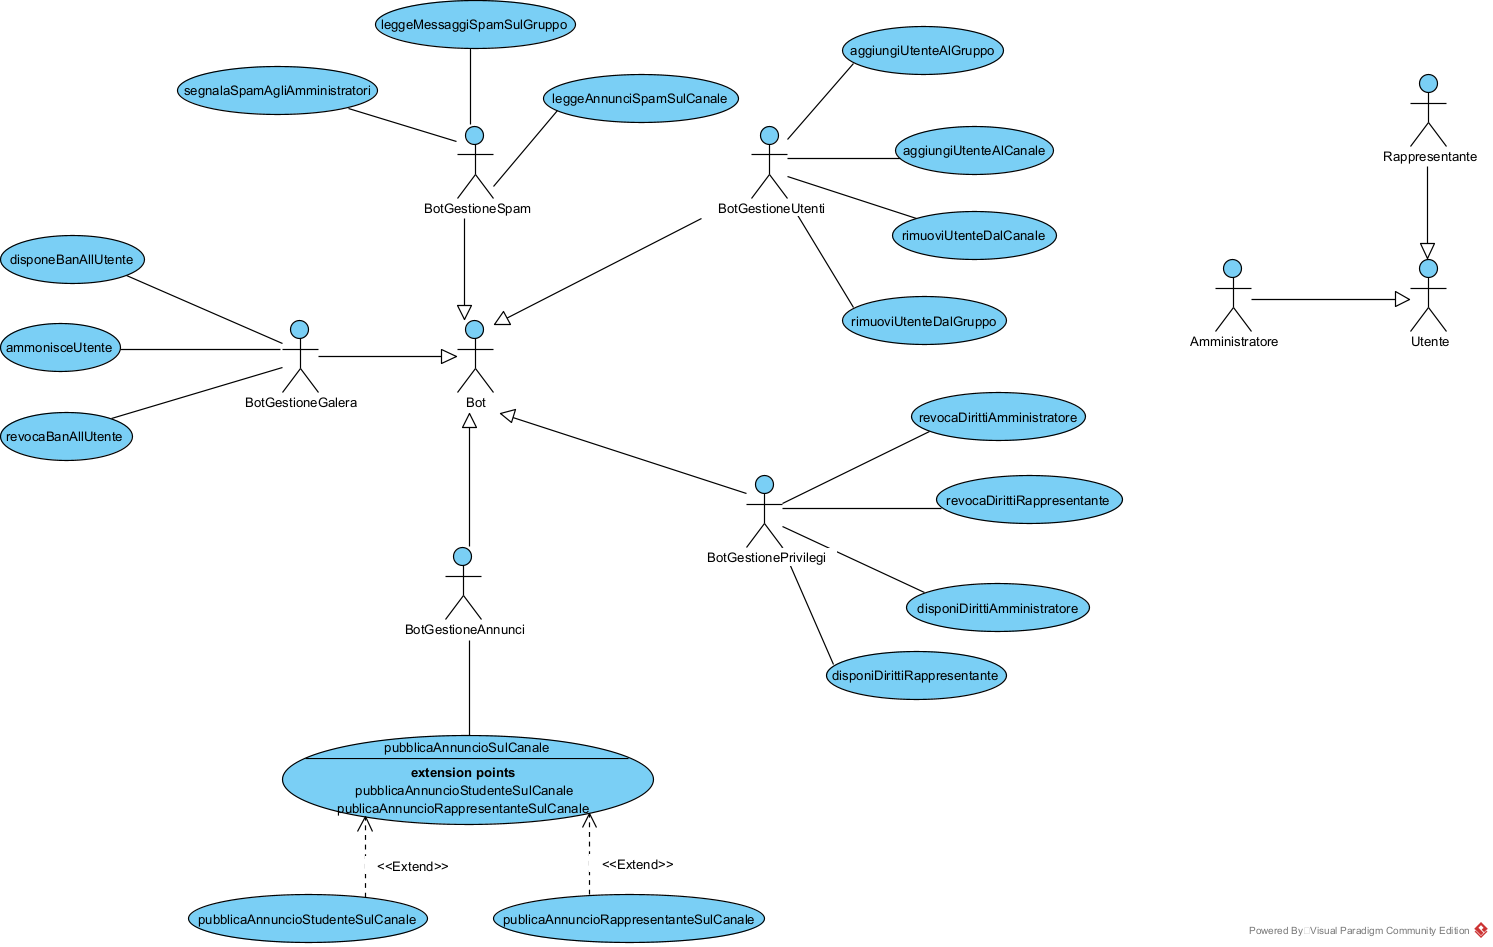 leggeMessaggiSpamSulGruppo
segnalaSpamAgliAmministratori
leggeAnnunciSpamSulCanale
aggiungiUtenteAlGruppo
aggiungiUtenteAlCanale
BotGestioneSpam
BotGestioneUtenti
rimuoviUtenteDalCanale
rimuoviUtenteDalGruppo
Rappresentante
Amministratore
Utente
disponeBanAllUtente
ammonisceUtente
revocaBanAllUtente
BotGestioneGalera
Bot
revocaDirittiAmministratore
revocaDirittiRappresentante
BotGestionePrivilegi
disponiDirittiAmministratore
disponiDirittiRappresentante
BotGestioneAnnunci
pubblicaAnnuncioSulCanale
extension points
pubblicaAnnuncioStudenteSulCanale
publicaAnnuncioRappresentanteSulCanale
<<Extend>>
<<Extend>>
pubblicaAnnuncioStudenteSulCanale
publicaAnnuncioRappresentanteSulCanale
Powered By Visual Paradigm Community Edition